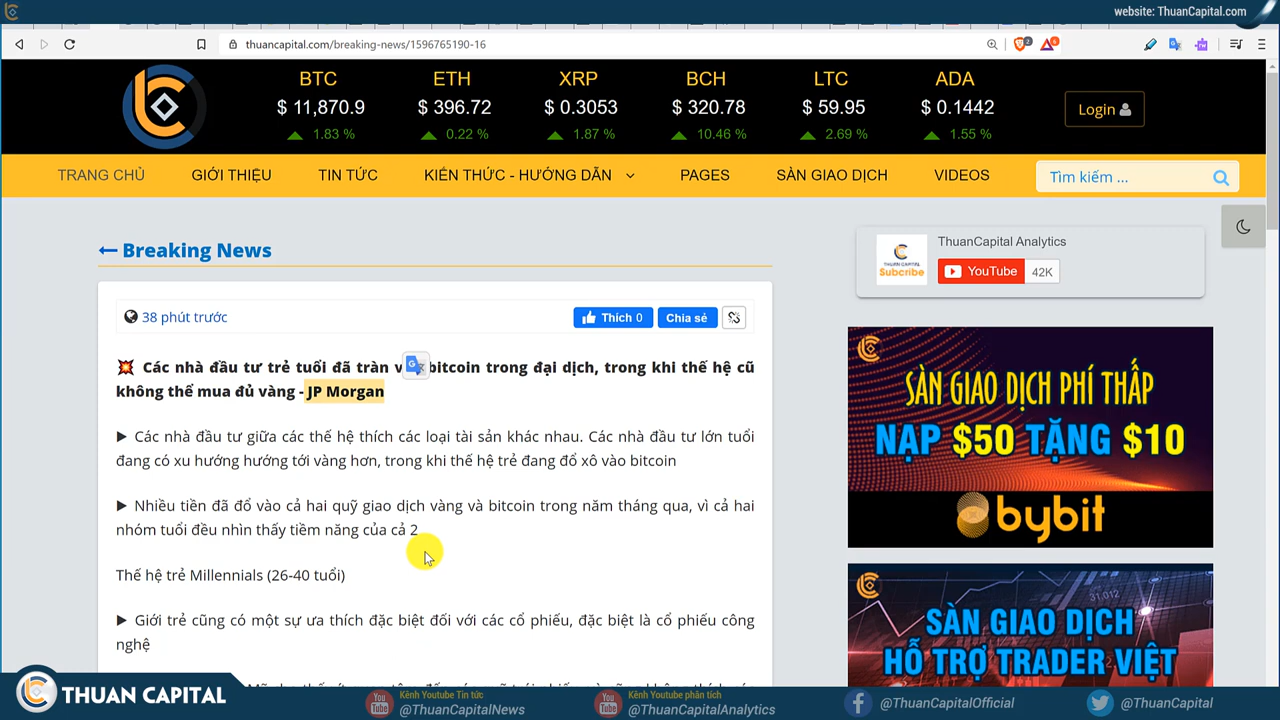 website: ThuanCapital.com
thuancapital.com/breaking-news/1596765190-16
2
6
BTC
ETH
XRP
BCH
LTC
ADA
$ 11,870.9
$ 396.72
$ 0.3053
$ 320.78
$ 59.95
$ 0.1442
Login
1.83 %
0.22 %
1.87 %
10.46 %
2.69 %
1.55 %
TRANG CHỦ
GIỚI THIỆU
TIN TỨC
KIẾN THỨC - HƯỚNG DẪN
PAGES
SÀN GIAO DỊCH
VIDEOS
Tìm kiếm ...
Breaking News
38 phút trước
Thích 0
Chia sẻ
Các nhà đầu tư trẻ tuổi đã tràn bitcoin trong đại dịch, trong khi thế hệ cũ
không thể mua đủ vàng - JP Morgan
▶ Các nhà đầu tư giữa các thế hệ thích các loại tài sản khác nhau. Các nhà đầu tư lớn tuổi
đang có xu hướng hướng tới vàng hơn, trong khi thế hệ trẻ đang đổ xô vào bitcoin
▶ Nhiều tiền đã đổ vào cả hai quỹ giao dịch vàng và bitcoin trong năm tháng qua, vì cả hai
nhóm tuổi đều nhìn thấy tiềm năng của cả 2
Thế hệ trẻ Millennials (26-40 tuổi)
▶ Giới trẻ cũng có một sự ưa thích đặc biệt đối với các cổ phiếu, đặc biệt là cổ phiếu công
nghệ
THUAN CAPITAL
Subcribe
ThuanCapital Analytics
YouTube
42K
SÀN GIAO DỊCH PHÍ THẤP
NẠP $50 TẶNG $10
bybit
31.012
SÀN GIAO DỊCH
HỖ TRỢ TRADER VIỆT
THUAN CAPITAL
You
Tube
Kênh Youtube Tin tức
@ThuanCapitalNews
You
Tube
Kênh Youtube phân tích
@ThuanCapitalAnalytics
@ThuanCapitalOfficial
@ThuanCapital